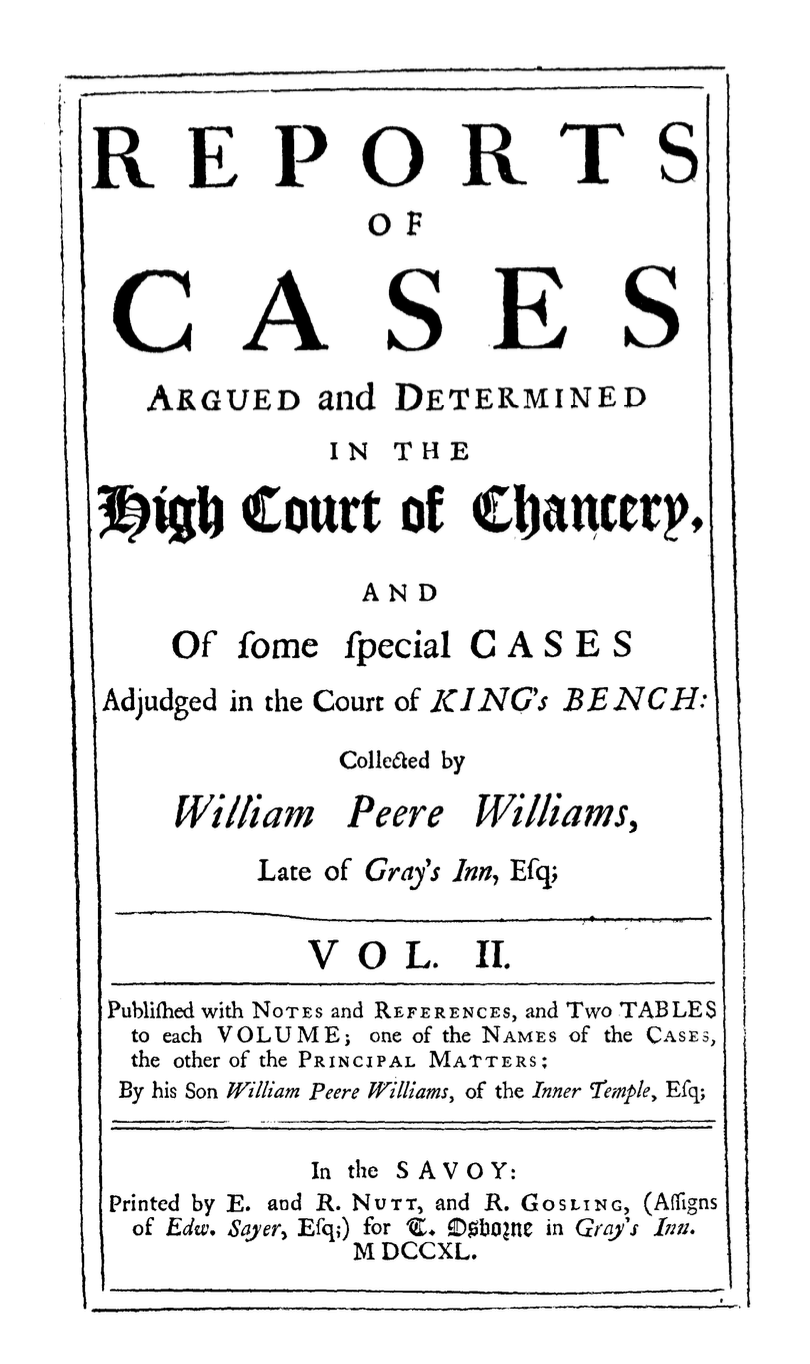 REPORTS
OF
CASES
ARGUED and DETERMINED
IN THE
High Court of Chancery,
AND
Of ſome ſpecial CASES
Adjudged in the Court of KING's BENCH:
Collected by
William Peere Williams,
Late of Gray's Inn, Eſq;
VOL. II.
Publiſhed with NOTES and REFERENCES, and Two TABLES
to each VOLUME; one of the NAMES of the CASES,
the other of the PRINCIPAL MATTERS:
By his Son William Peere Williams, of the Inner Temple, Eſq;
In the SAVOY:
Printed by E. and R. NUTT, and R. GOSLING, (Aſſigns
of Edw. Sayer, Eſq;) for T. Osborne in Gray's Inn.
M DCCXL.